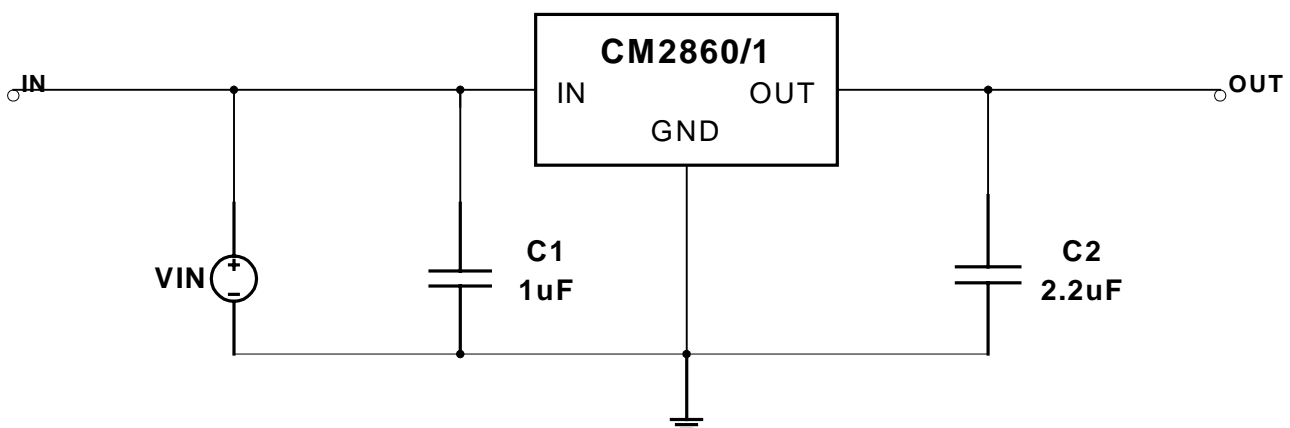 CM2860/1
IN
IN
OUT
OUT
GND
VIN
+
−
C1
1uF
C2
2.2uF